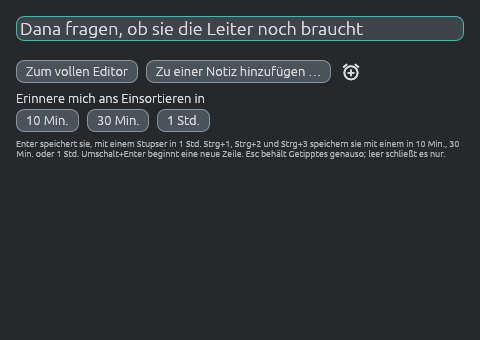 Dana fragen, ob sie die Leiter noch braucht
Zum vollen Editor
Zu einer Notiz hinzufügen …
Erinnere mich ans Einsortieren in
10 Min.
30 Min.
1 Std.
Enter speichert sie, mit einem Stupser in 1 Std. Strg+1, Strg+2 und Strg+3 speichern sie mit einem in 10 Min., 30
Min. oder 1 Std. Umschalt+Enter beginnt eine neue Zeile. Esc behält Getipptes genauso; leer schließt es nur.